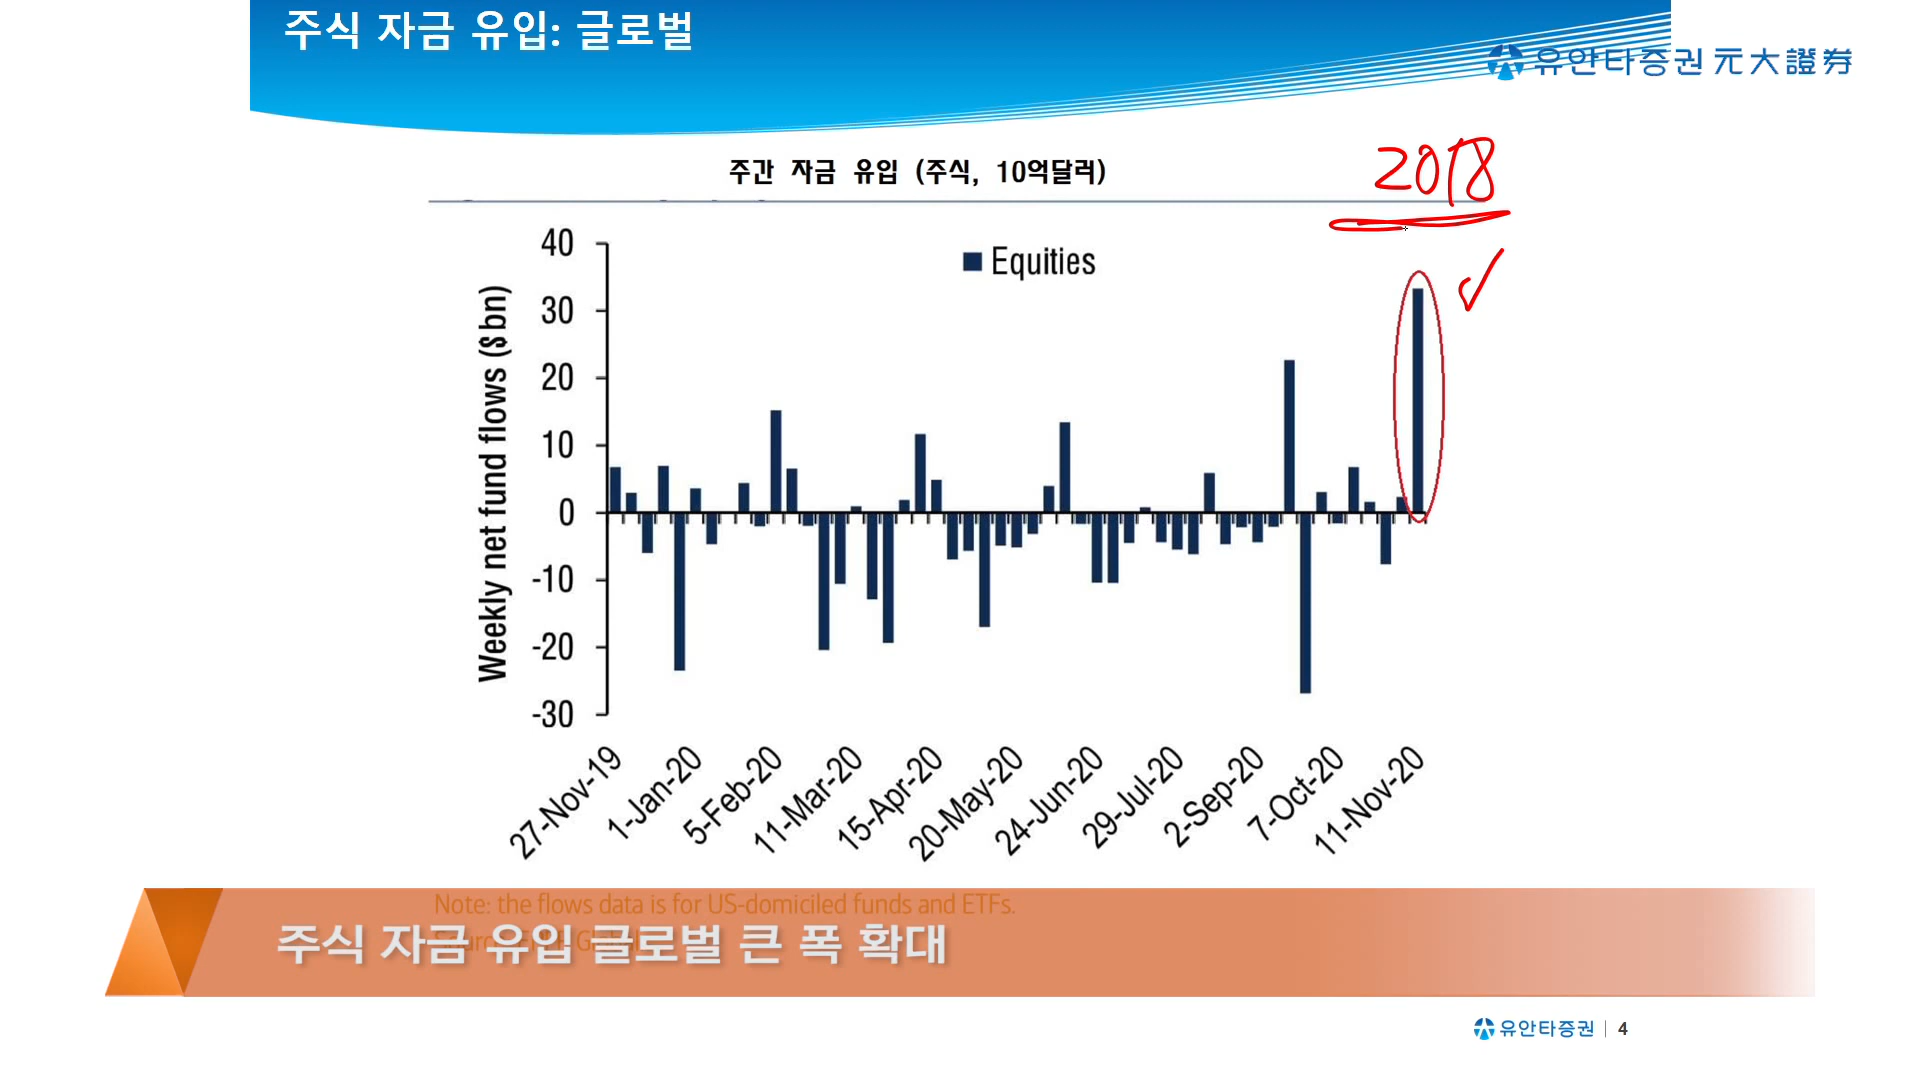 주식 자금 유입: 글로벌
유안타증권 元大證券
2018
주간 자금 유입 (주식, 10억달러)
Equities
Weekly net fund flows ($bn)
40
30
20
10
0
-10
-20
-30
27-Nov-19
1-Jan-20
5-Feb-20
11-Mar-20
15-Apr-20
20-May-20
24-Jun-20
29-Jul-20
2-Sep-20
7-Oct-20
11-Nov-20
Note: the flows data is for US-domiciled funds and ETFs.
주식 자금 유입 글로벌 큰 폭 확대
유안타증권 | 4